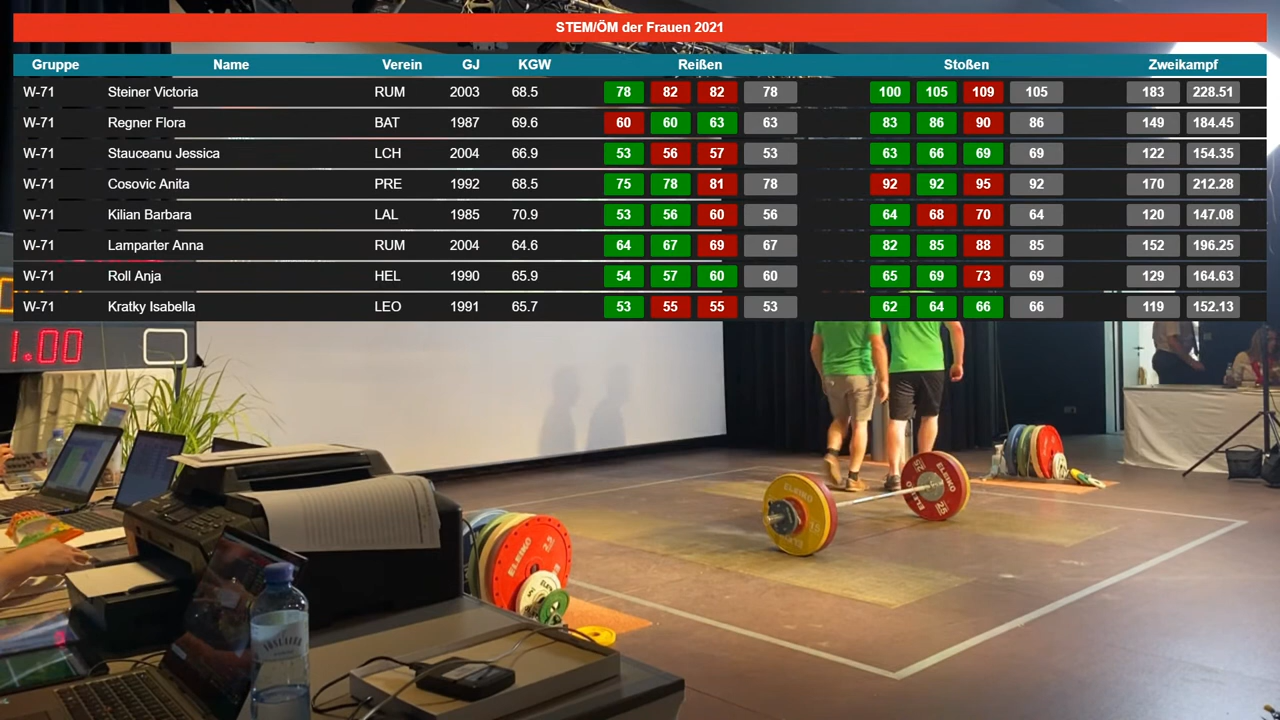 STEM/ÖM der Frauen 2021
Gruppe Name Verein GJ KGW Reißen Stoßen Zweikampf
W-71 Steiner Victoria RUM 2003 68.5 78 82 82 78 100 105 109 105 183 228.51
W-71 Regner Flora BAT 1987 69.6 60 60 63 63 83 86 90 86 149 184.45
W-71 Stauceanu Jessica LCH 2004 66.9 53 56 57 53 63 66 69 69 122 154.35
W-71 Cosovic Anita PRE 1992 68.5 75 78 81 78 92 92 95 92 170 212.28
W-71 Kilian Barbara LAL 1985 70.9 53 56 60 56 64 68 70 64 120 147.08
W-71 Lamparter Anna RUM 2004 64.6 64 67 69 67 82 85 88 85 152 196.25
W-71 Roll Anja HEL 1990 65.9 54 57 60 60 65 69 73 69 129 164.63
W-71 Kratky Isabella LEO 1991 65.7 53 55 55 53 62 64 66 66 119 152.13
1.00
ELEIKO
15
ELEIKO
25
ELEIKO
2.5